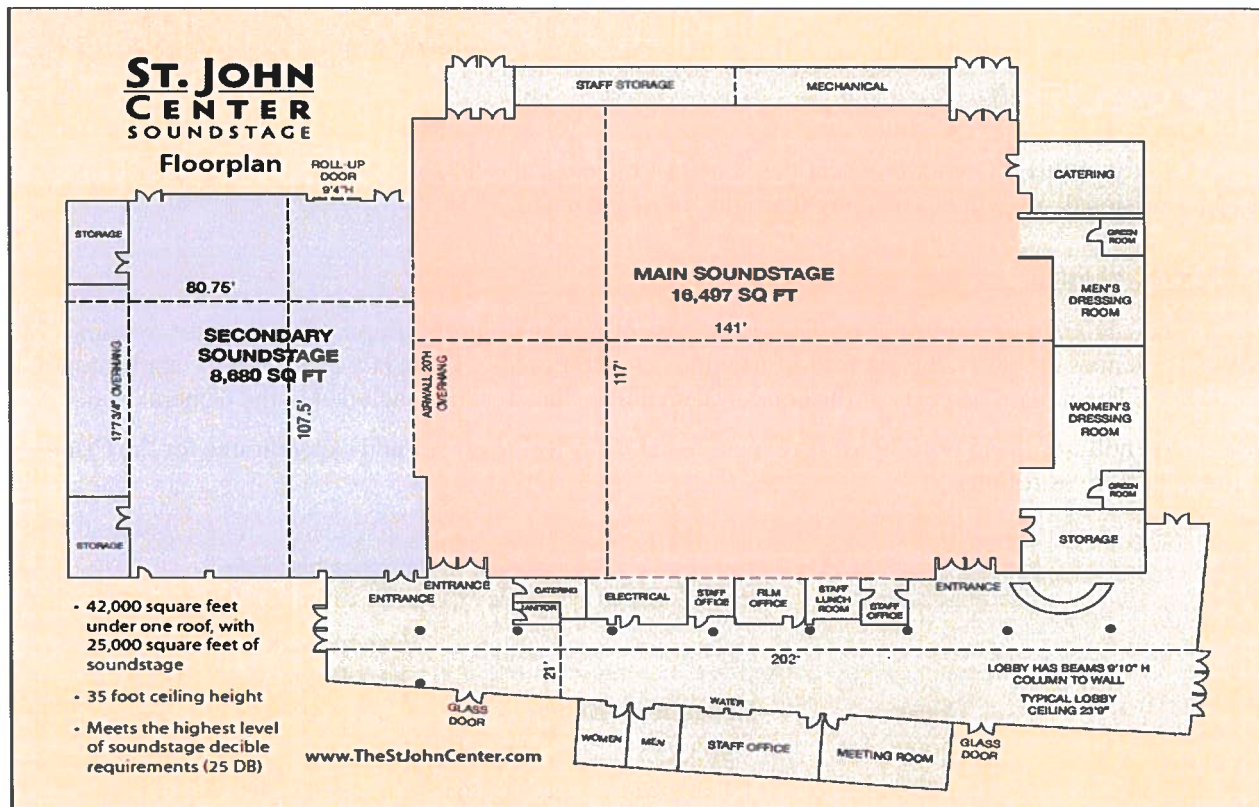 ST. JOHN
CENTER
SOUNDSTAGE
Floorplan
ROLL-UP
DOOR
9'4"H
STAFF STORAGE
MECHANICAL
CATERING
STORAGE
GREEN
ROOM
80.75'
MAIN SOUNDSTAGE
16,497 SQ FT
141'
MEN'S
DRESSING
ROOM
SECONDARY
SOUNDSTAGE
8,680 SQ FT
17'7 3/4" OVERHANG
107.5'
AIRWALL 20'H
OVERHANG
117'
WOMEN'S
DRESSING
ROOM
GREEN
ROOM
STORAGE
STORAGE
ENTRANCE
ENTRANCE
CATERING
JANITOR
ELECTRICAL
STAFF
OFFICE
FILM
OFFICE
STAFF
LUNCH
ROOM
STAFF
OFFICE
ENTRANCE
21'
202'
LOBBY HAS BEAMS 9'10" H
COLUMN TO WALL
TYPICAL LOBBY
CEILING 23'9"
GLASS
DOOR
WATER
WOMEN
MEN
STAFF OFFICE
MEETING ROOM
GLASS
DOOR
• 42,000 square feet
under one roof, with
25,000 square feet of
soundstage
• 35 foot ceiling height
• Meets the highest level
of soundstage decible
requirements (25 DB)
www.TheStJohnCenter.com